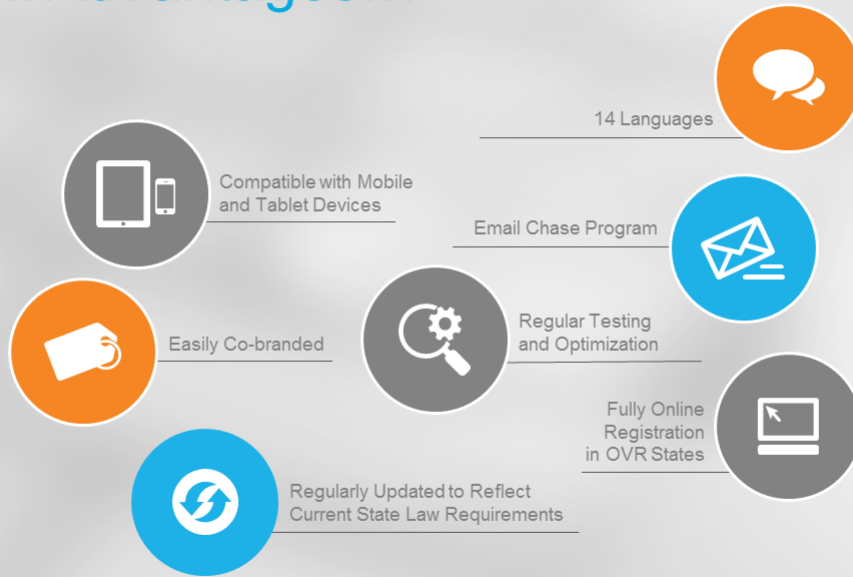 14 Languages
Compatible with Mobile
and Tablet Devices
Email Chase Program
Regular Testing
and Optimization
Easily Co-branded
Fully Online
Registration
in OVR States
Regularly Updated to Reflect
Current State Law Requirements